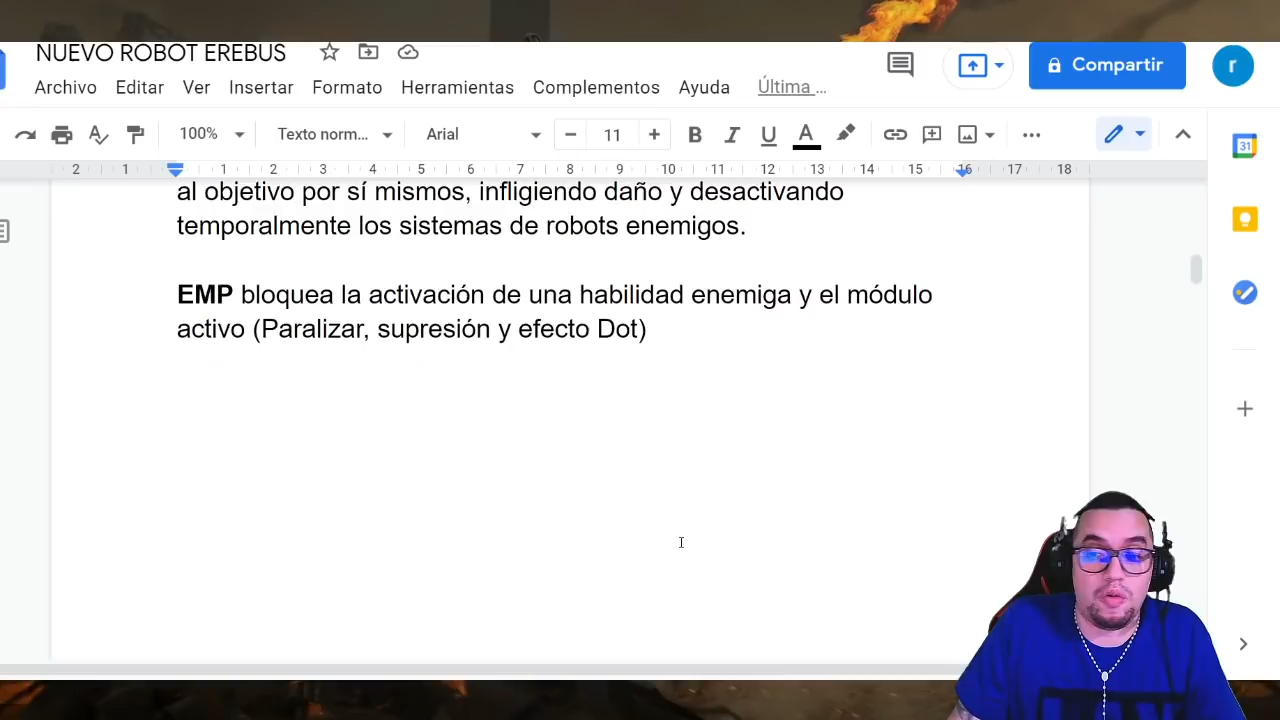 NUEVO ROBOT EREBUS
Archivo Editar Ver Insertar Formato Herramientas Complementos Ayuda Última ...
Compartir
r
100% Texto norm... Arial 11 B I U A
2 1 1 2 3 4 5 6 7 8 9 10 11 12 13 14 15 16 17 18
31
al objetivo por sí mismos, infligiendo daño y desactivando
temporalmente los sistemas de robots enemigos.
EMP bloquea la activación de una habilidad enemiga y el módulo
activo (Paralizar, supresión y efecto Dot)